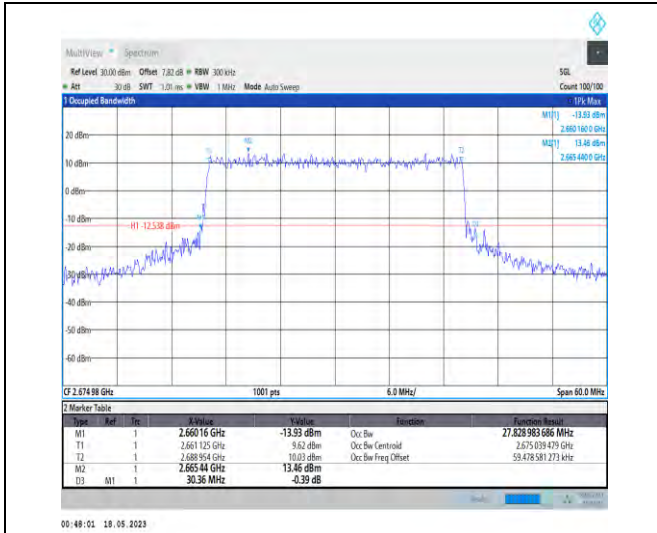 MultiView Spectrum
Ref Level 30.00 dBm Offset 7.82 dB RBW 300 kHz SGL
Att 30 dB SWT 1.01 ms VBW 1 MHz Mode Auto Sweep Count 100/100
1 Occupied Bandwidth 1Pk Max
M1[1] -13.93 dBm
2.660 160 0 GHz
M2[1] 13.46 dBm
2.665 440 0 GHz
20 dBm
T1 M2 T2
10 dBm
0 dBm
-10 dBm
H1 -12.538 dBm
-20 dBm
-30 dBm
-40 dBm
-50 dBm
-60 dBm
CF 2.674 98 GHz 1001 pts 6.0 MHz/ Span 60.0 MHz
2 Marker Table
Type Ref Trc X-Value Y-Value Function Function Result
M1 1 2.660 16 GHz -13.93 dBm Occ Bw 27.828 983 686 MHz
T1 1 2.661 125 GHz 9.62 dBm Occ Bw Centroid 2.675 039 479 GHz
T2 1 2.688 954 GHz 10.03 dBm Occ Bw Freq Offset 59.478 581 273 kHz
M2 1 2.665 44 GHz 13.46 dBm
D3 M1 1 30.36 MHz -0.39 dB
00:48:01 18.05.2023